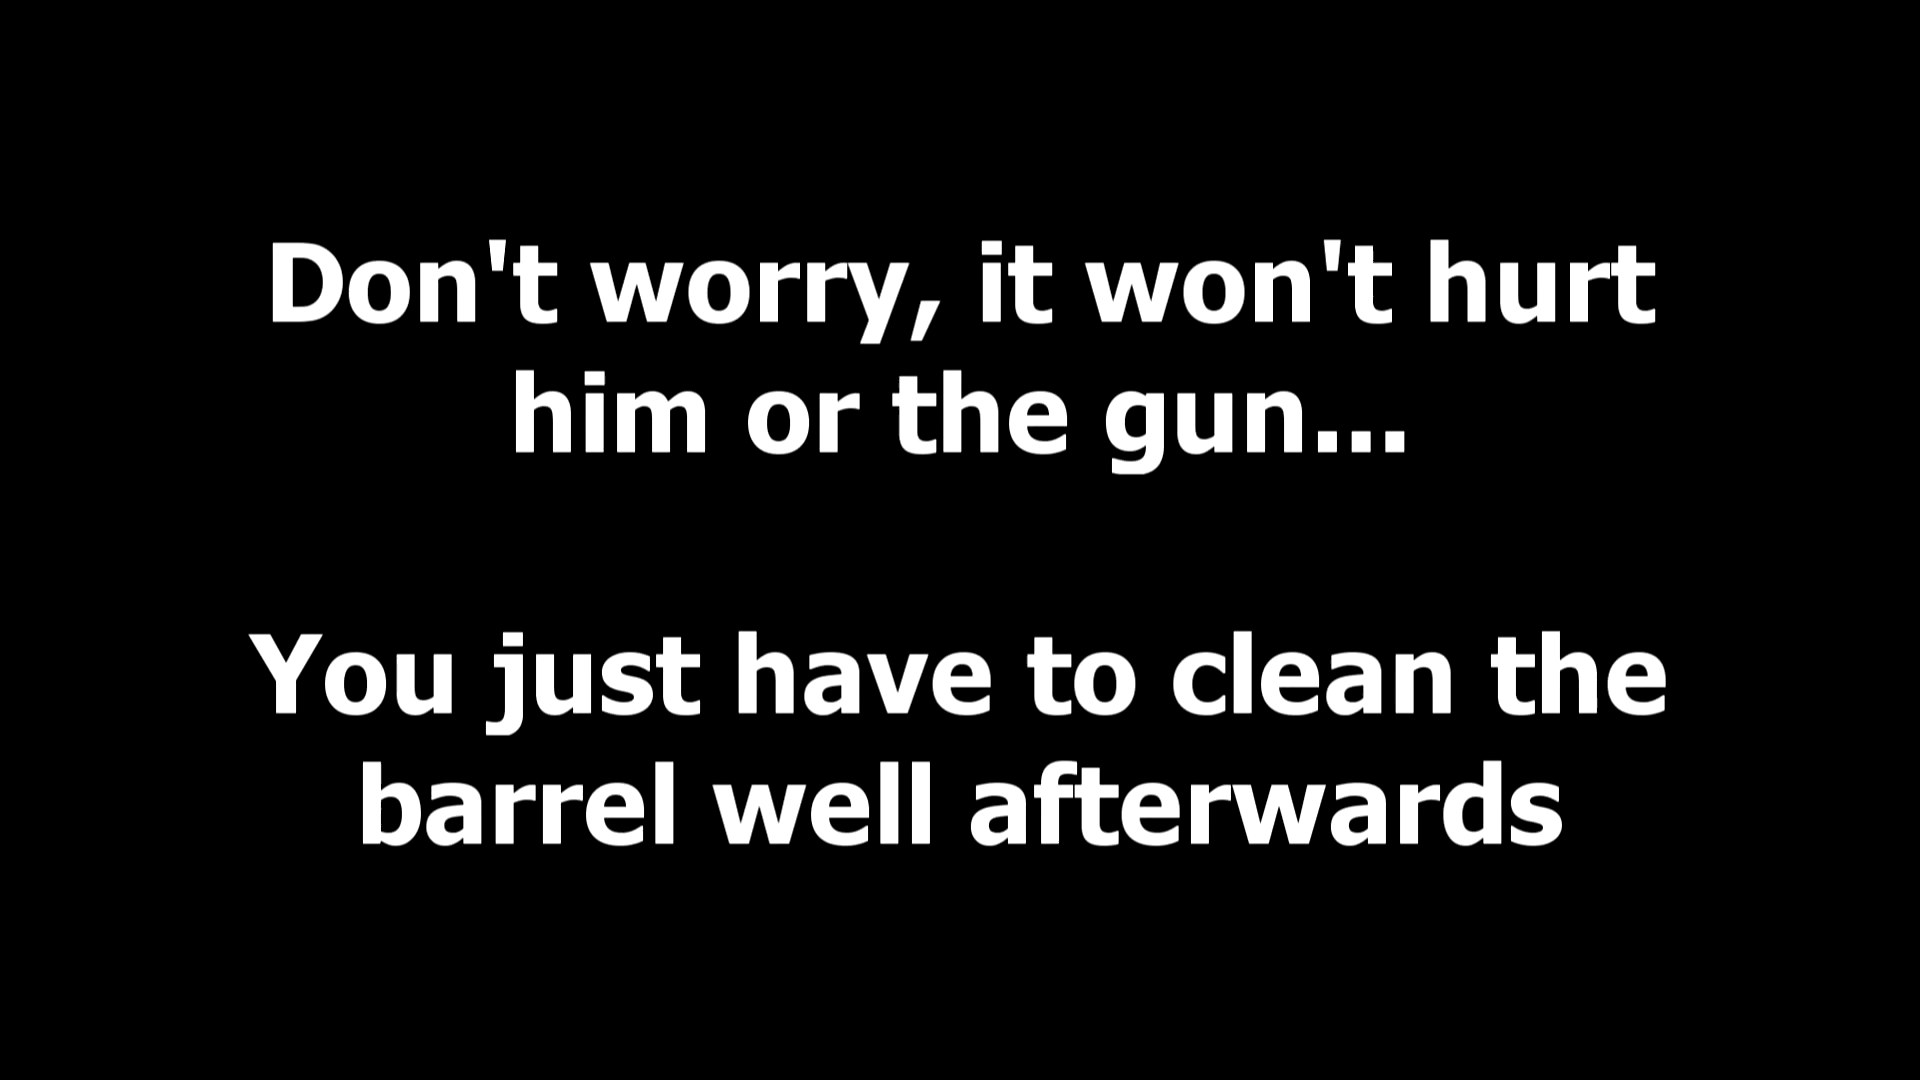 Don't worry, it won't hurt
him or the gun...
You just have to clean the
barrel well afterwards